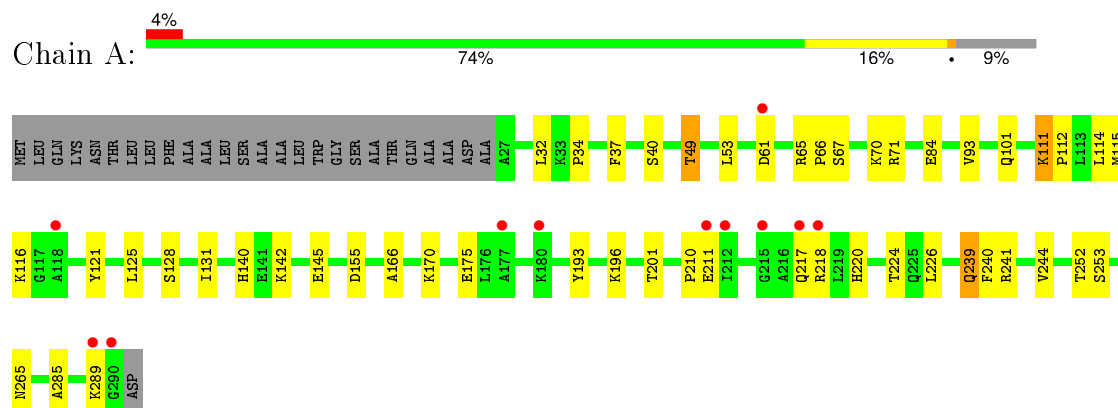 4%
Chain A:
74% 16% • 9%
MET LEU GLN LYS ASN THR LEU LEU PHE ALA ALA LEU SER ALA ALA LEU TRP GLY SER ALA THR GLN ALA ALA ASP ALA A27 L32 K33 P34 F37 S40 T49 L53 D61 R65 P66 S67 K70 R71 E84 V93 Q101 K111 P112 L113 L114 M115
K116 G117 A118 Y121 L125 S128 I131 H140 E141 K142 E145 D155 A166 K170 E175 L176 A177 K180 Y193 K196 T201 P210 E211 I212 G215 A216 Q217 R218 L219 H220 T224 Q225 L226 Q239 F240 R241 V244 T252 S253
N265 A285 K289 G290 ASP